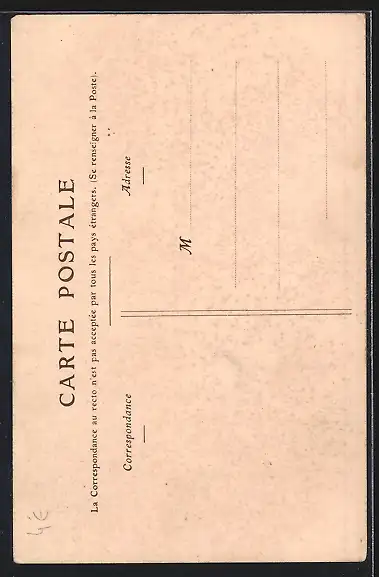 CARTE POSTALE
La Correspondance au recto n'est pas acceptée par tous les pays étrangers. (Se renseigner à la Poste).
Correspondance
Adresse
M
4€